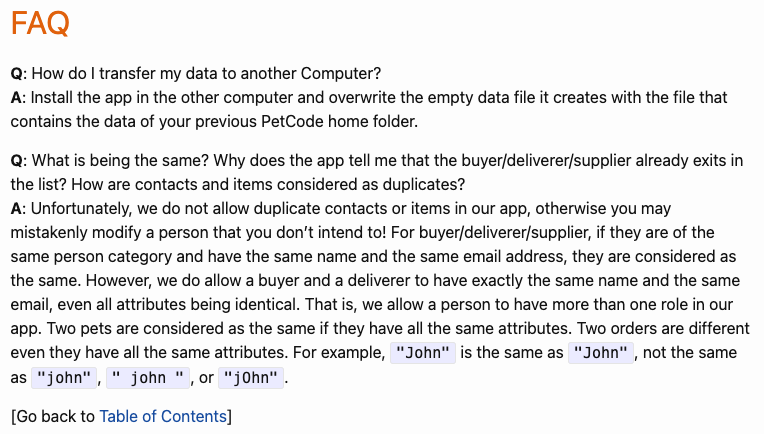 FAQ
Q: How do I transfer my data to another Computer?
A: Install the app in the other computer and overwrite the empty data file it creates with the file that
contains the data of your previous PetCode home folder.
Q: What is being the same? Why does the app tell me that the buyer/deliverer/supplier already exits in
the list? How are contacts and items considered as duplicates?
A: Unfortunately, we do not allow duplicate contacts or items in our app, otherwise you may
mistakenly modify a person that you don’t intend to! For buyer/deliverer/supplier, if they are of the
same person category and have the same name and the same email address, they are considered as
the same. However, we do allow a buyer and a deliverer to have exactly the same name and the same
email, even all attributes being identical. That is, we allow a person to have more than one role in our
app. Two pets are considered as the same if they have all the same attributes. Two orders are different
even they have all the same attributes. For example, "John" is the same as "John", not the same
as "john", " john ", or "jOhn".
[Go back to Table of Contents]